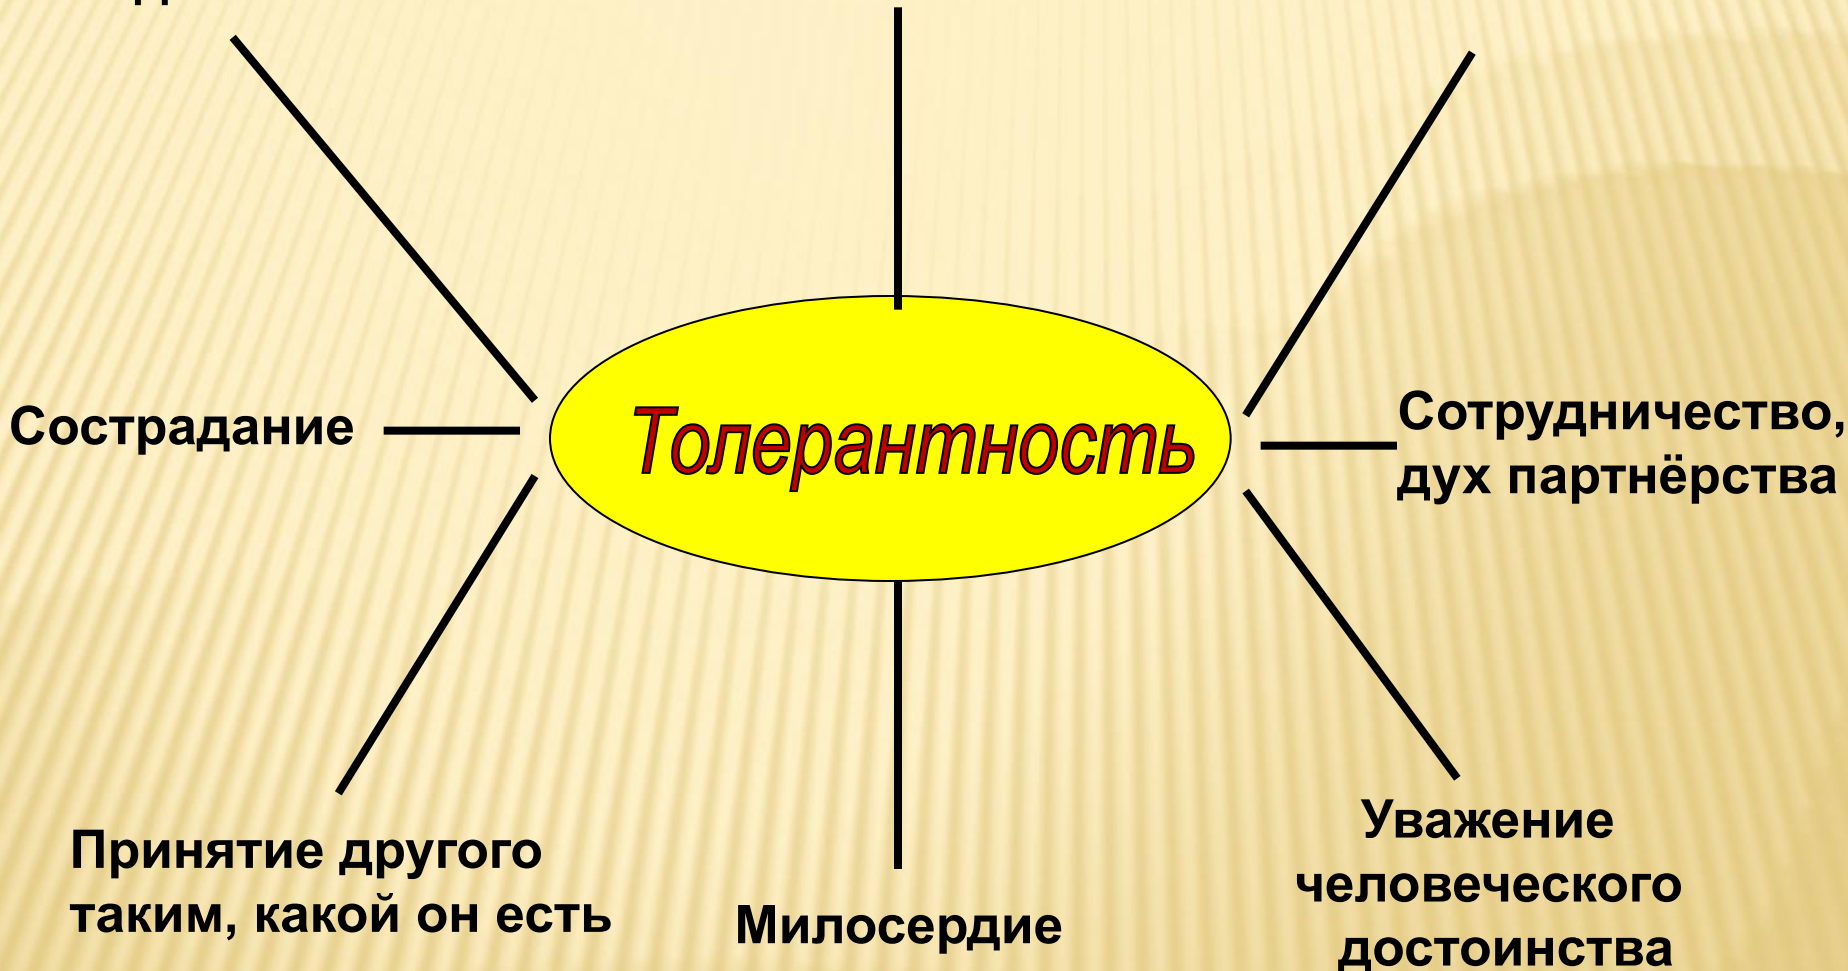 Сострадание
Толерантность
Сотрудничество,
дух партнёрства
Принятие другого
таким, какой он есть
Милосердие
Уважение
человеческого
достоинства